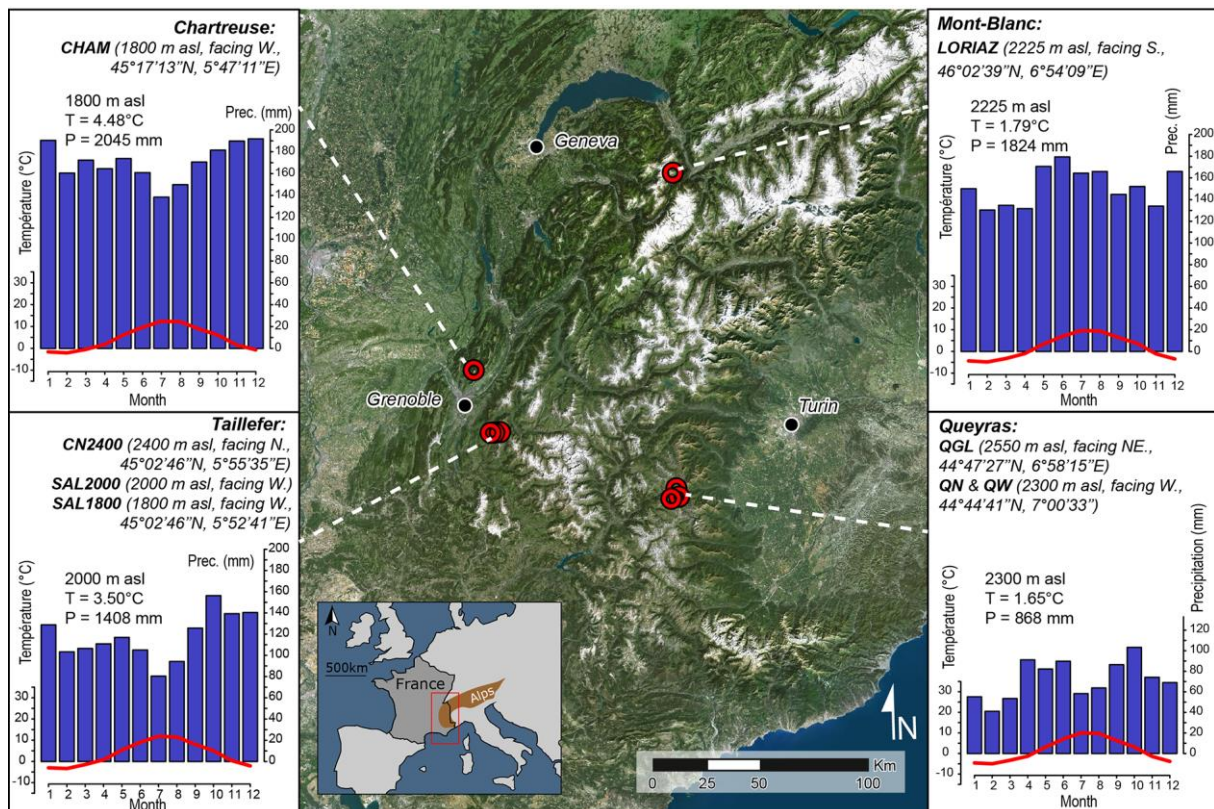 Chartreuse:
CHAM (1800 m asl, facing W.,
45°17'13''N, 5°47'11''E)
1800 m asl
T = 4.48°C
P = 2045 mm
Prec. (mm)
Température (°C)
200
180
160
140
120
100
80
60
40
20
0
30
20
10
0
-10
1 2 3 4 5 6 7 8 9 10 11 12
Month
Taillefer:
CN2400 (2400 m asl, facing N.,
45°02'46''N, 5°55'35''E)
SAL2000 (2000 m asl, facing W.)
SAL1800 (1800 m asl, facing W.,
45°02'46''N, 5°52'41''E)
2000 m asl
T = 3.50°C
P = 1408 mm
Prec. (mm)
Température (°C)
200
180
160
140
120
100
80
60
40
20
0
30
20
10
0
-10
1 2 3 4 5 6 7 8 9 10 11 12
Month
Geneva
Grenoble
Turin
N
500km
France
Alps
N
Km
0 25 50 100
Mont-Blanc:
LORIAZ (2225 m asl, facing S.,
46°02'39''N, 6°54'09''E)
2225 m asl
T = 1.79°C
P = 1824 mm
Prec. (mm)
Température (°C)
200
180
160
140
120
100
80
60
40
20
0
30
20
10
0
-10
1 2 3 4 5 6 7 8 9 10 11 12
Month
Queyras:
QGL (2550 m asl, facing NE.,
44°47'27''N, 6°58'15''E)
QN & QW (2300 m asl, facing W.,
44°44'41''N, 7°00'33'')
2300 m asl
T = 1.65°C
P = 868 mm
Precipitation (mm)
Température (°C)
120
100
80
60
40
20
0
30
20
10
0
-10
1 2 3 4 5 6 7 8 9 10 11 12
Month